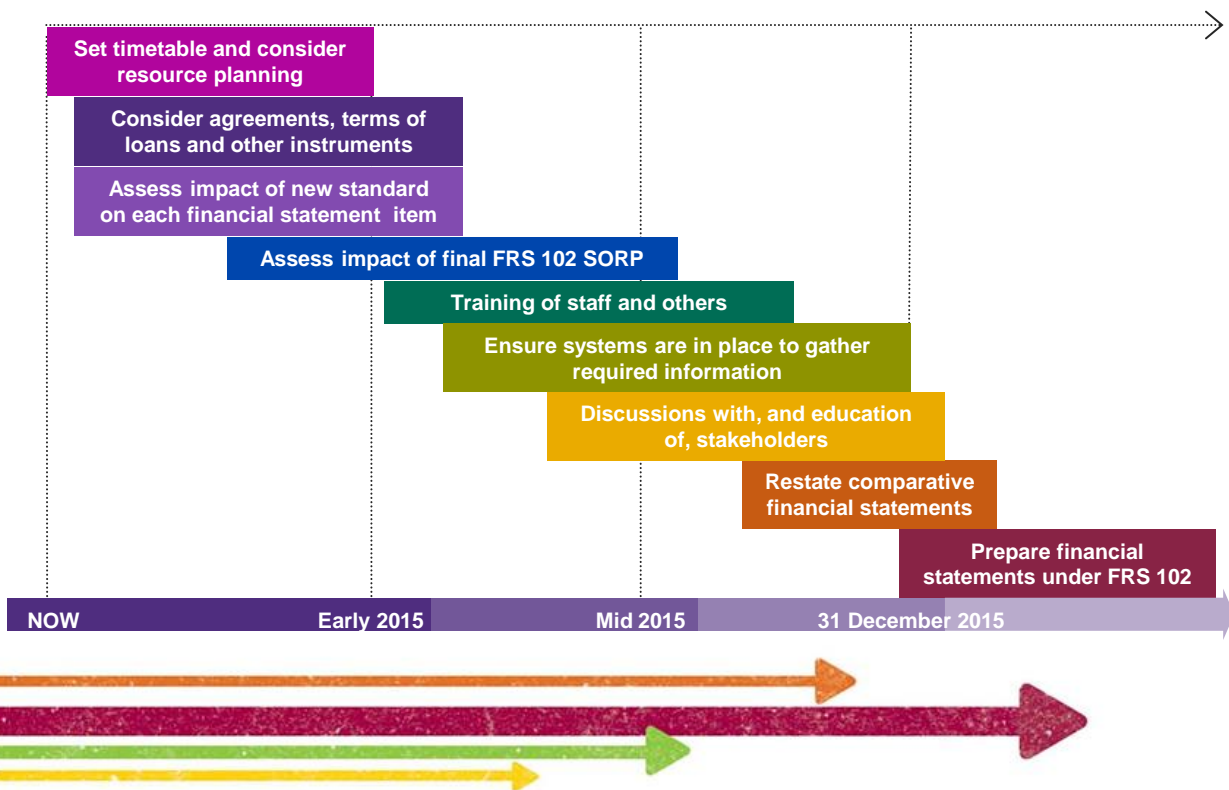 Set timetable and consider
resource planning
Consider agreements, terms of
loans and other instruments
Assess impact of new standard
on each financial statement item
Assess impact of final FRS 102 SORP
Training of staff and others
Ensure systems are in place to gather
required information
Discussions with, and education
of, stakeholders
Restate comparative
financial statements
Prepare financial
statements under FRS 102
NOW Early 2015 Mid 2015 31 December 2015